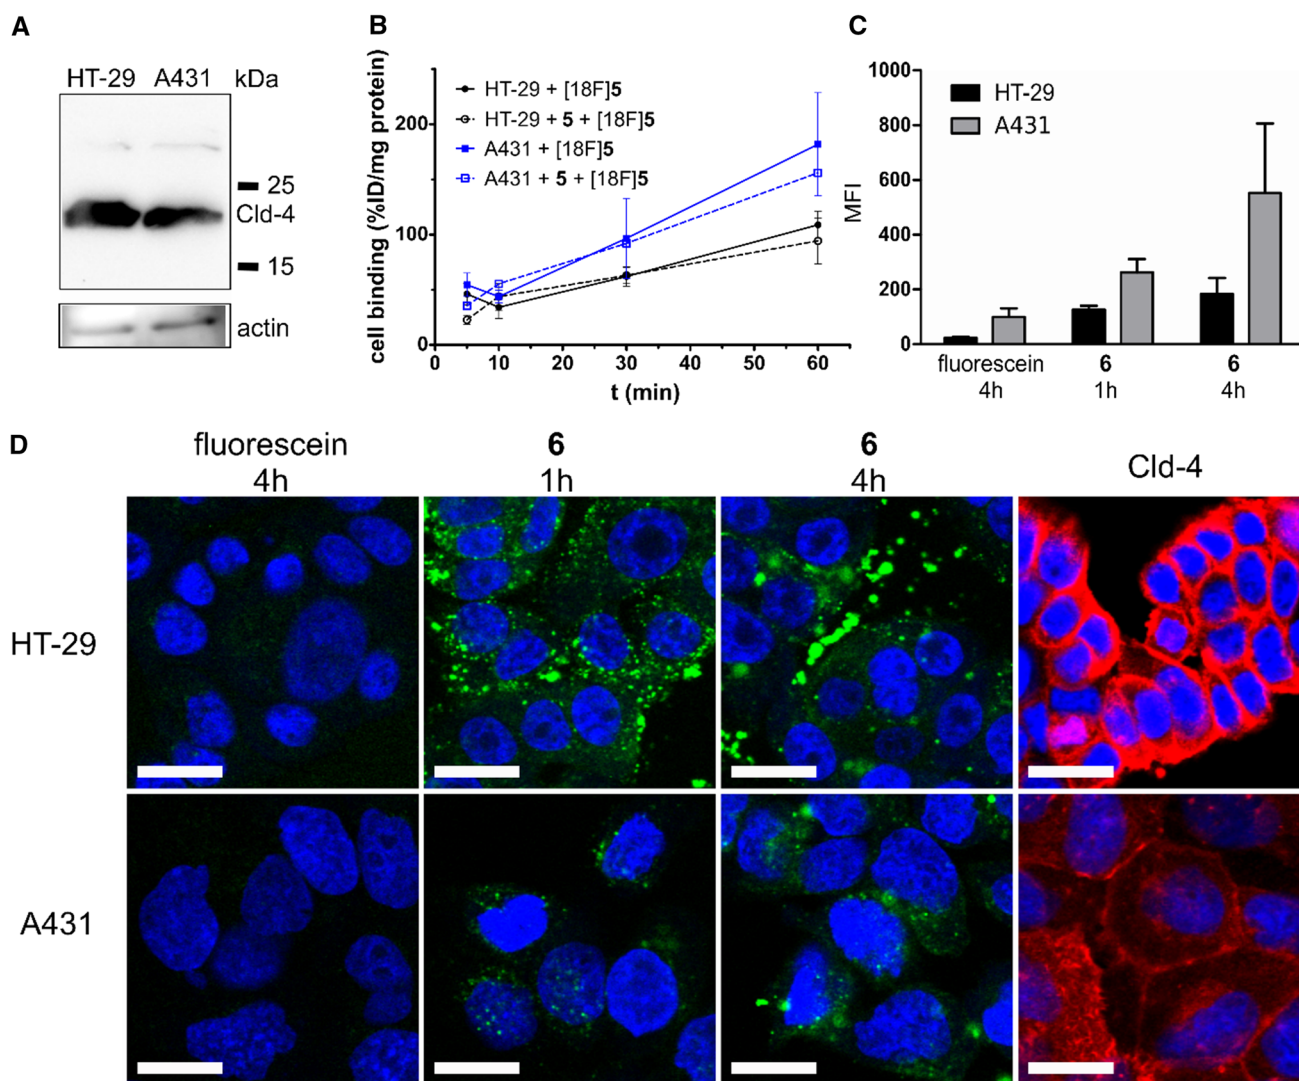 A
HT-29 A431 kDa
25
Cld-4
15
actin
B
cell binding (%ID/mg protein)
200
100
0
HT-29 + [18F]5
HT-29 + 5 + [18F]5
A431 + [18F]5
A431 + 5 + [18F]5
0 10 20 30 40 50 60
t (min)
C
MFI
1000
800
600
400
200
0
HT-29
A431
fluorescein 6 6
4h 1h 4h
D
fluorescein 6 6 Cld-4
4h 1h 4h
HT-29
A431